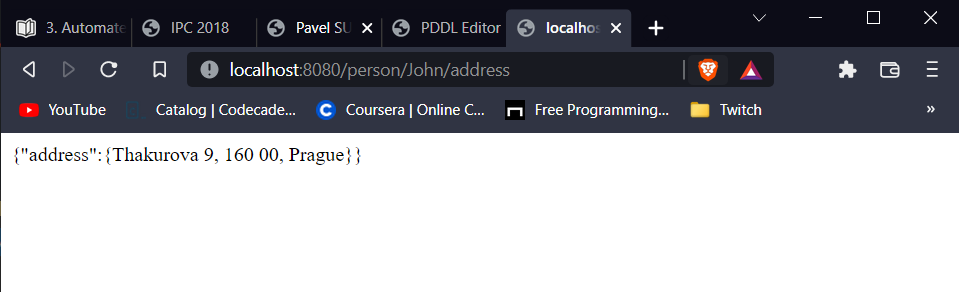 3. Automate IPC 2018 Pavel SU PDDL Editor localhos
localhost:8080/person/John/address
YouTube Catalog | Codecade... Coursera | Online C... Free Programming... Twitch »
{"address":{Thakurova 9, 160 00, Prague}}